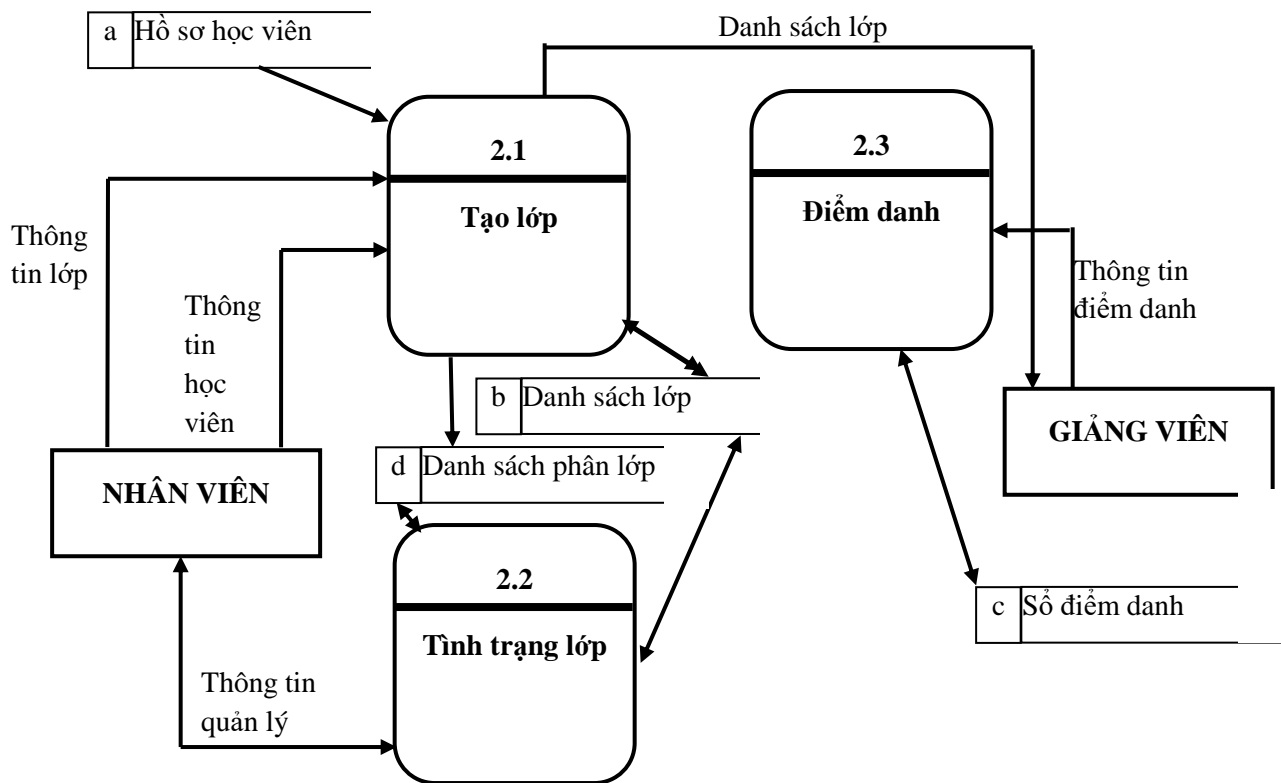 a Hồ sơ học viên
Danh sách lớp
2.1
Tạo lớp
2.3
Điểm danh
Thông
tin lớp
Thông
tin
học
viên
Thông tin
điểm danh
b Danh sách lớp
GIẢNG VIÊN
d Danh sách phân lớp
NHÂN VIÊN
2.2
Tình trạng lớp
c Sổ điểm danh
Thông tin
quản lý